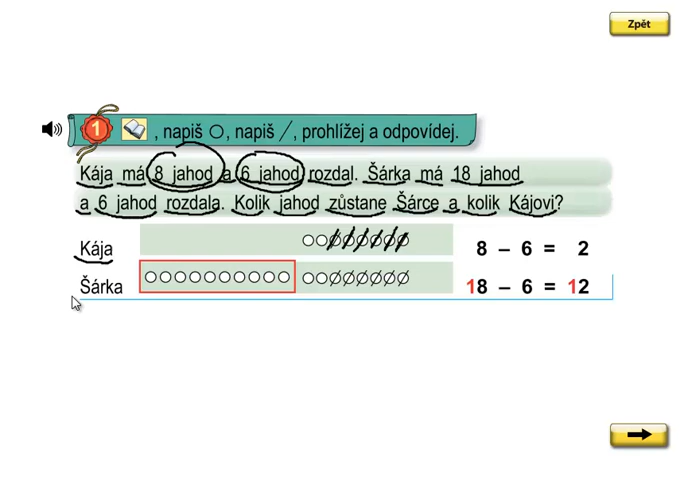 Zpět
1 , napiš ○, napiš /, prohlížej a odpovídej.
Kája má 8 jahod a 6 jahod rozdal. Šárka má 18 jahod
a 6 jahod rozdala. Kolik jahod zůstane Šárce a kolik Kájovi?
Kája 8 – 6 = 2
Šárka 18 – 6 = 12